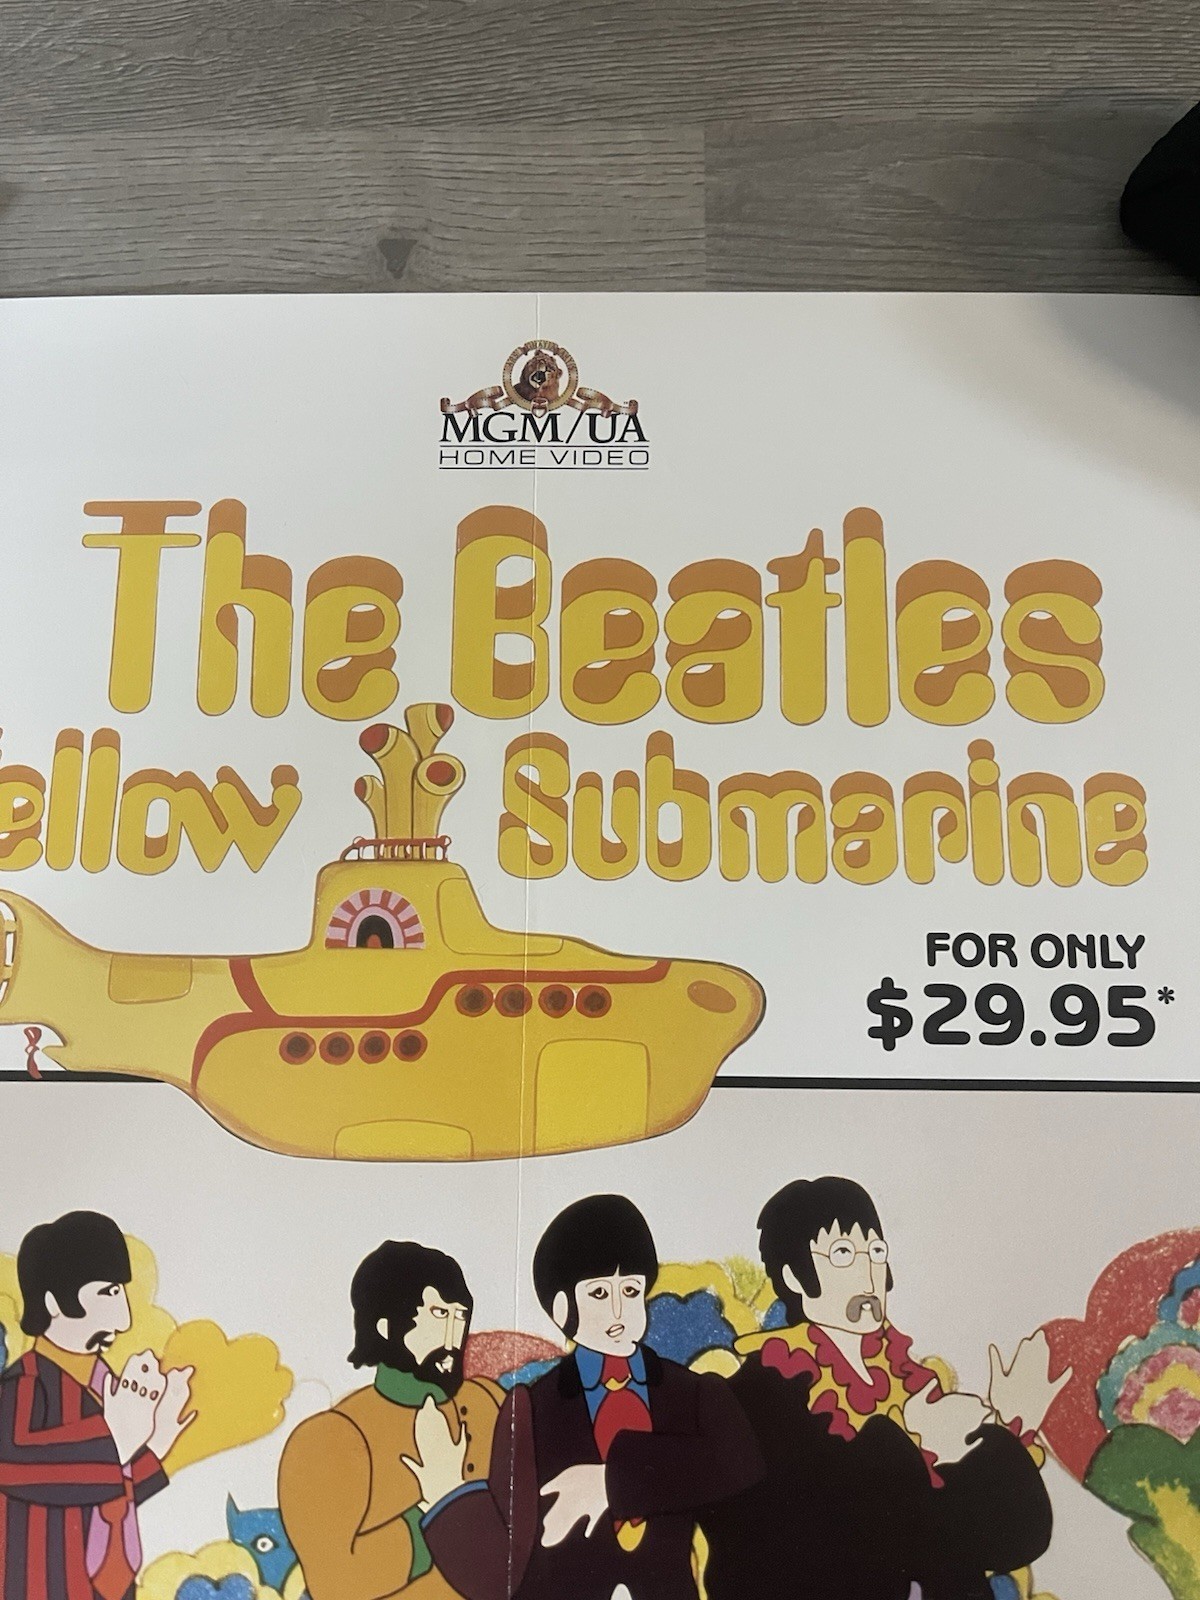 MGM/UA
HOME VIDEO
The Beatles
ellow Submarine
FOR ONLY
$29.95*